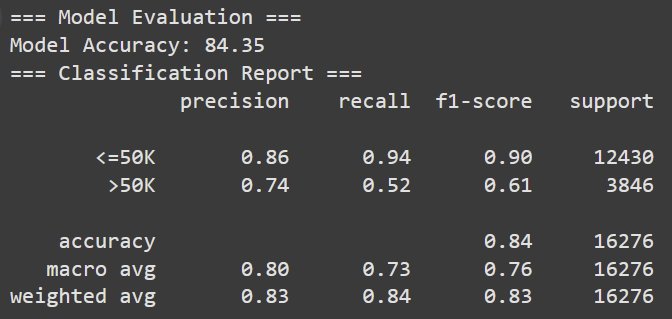 === Model Evaluation ===
Model Accuracy: 84.35
=== Classification Report ===
precision recall f1-score support
<=50K 0.86 0.94 0.90 12430
>50K 0.74 0.52 0.61 3846
accuracy 0.84 16276
macro avg 0.80 0.73 0.76 16276
weighted avg 0.83 0.84 0.83 16276